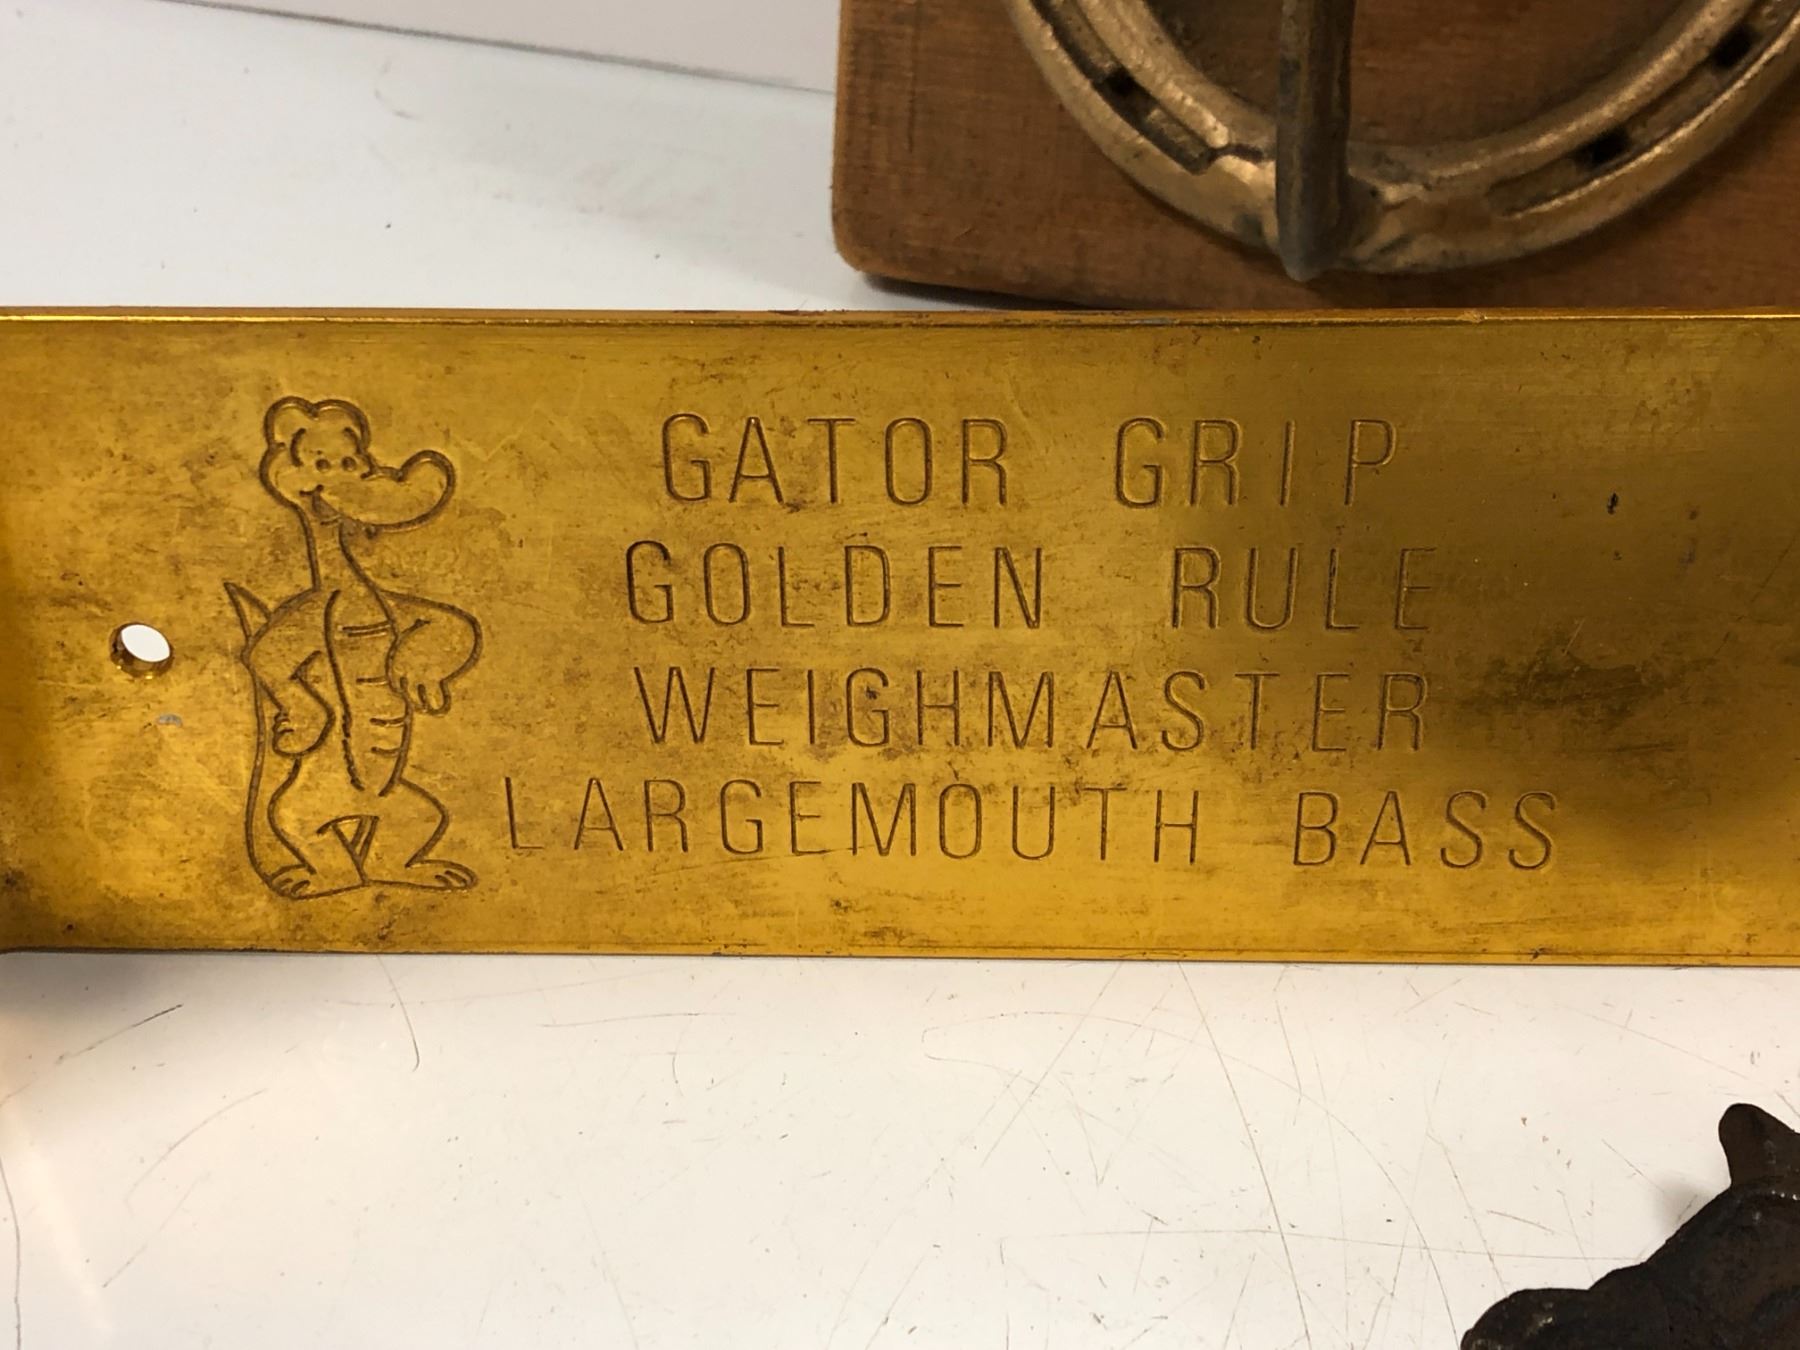 GATOR GRIP
GOLDEN RULE
WEIGHMASTER
LARGEMOUTH BASS